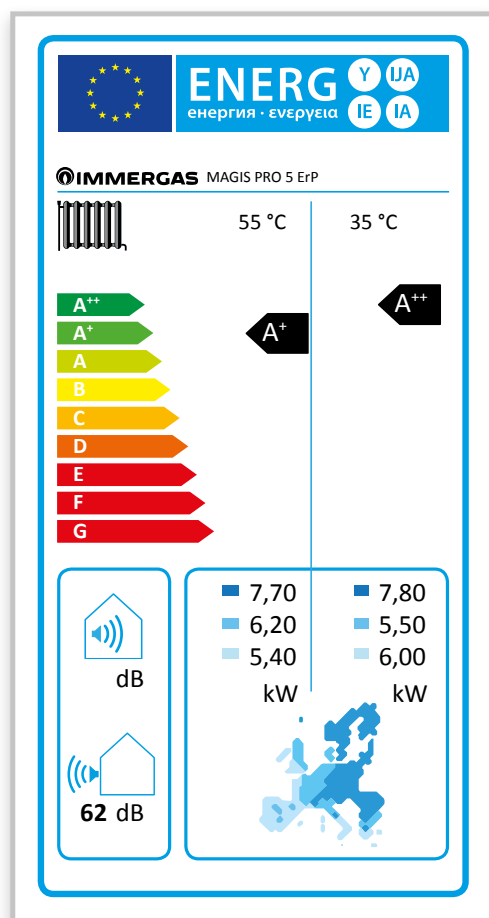 ENERG Y IJA
енергия · ενεργεια IE IA
IMMERGAS MAGIS PRO 5 ErP
55 °C 35 °C
A++
A+
A
B
C
D
E
F
G
A+
A++
7,70 7,80
6,20 5,50
5,40 6,00
kW kW
dB
62 dB